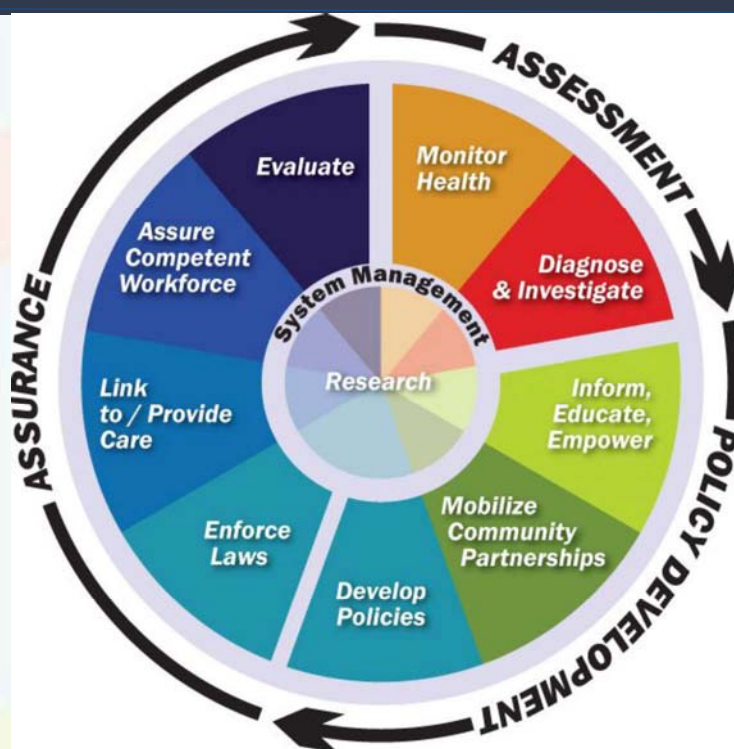 ASSESSMENT
Monitor
Health
Diagnose
& Investigate
POLICY DEVELOPMENT
Inform,
Educate,
Empower
Mobilize
Community
Partnerships
Develop
Policies
ASSURANCE
Enforce
Laws
Link
to / Provide
Care
Assure
Competent
Workforce
Evaluate
System Management
Research